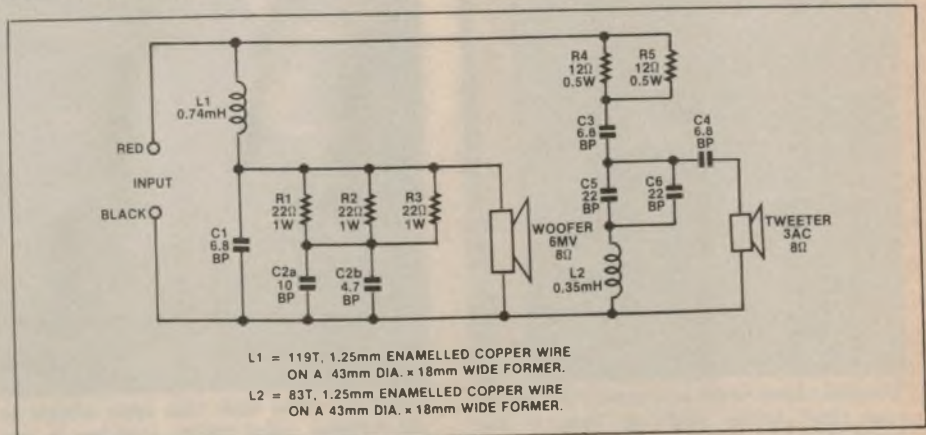 R4
12Ω
0.5W
R5
12Ω
0.5W
L1
0.74mH
C3
6.8
BP
C4
6.8
BP
RED
INPUT
BLACK
R1
22Ω
1W
R2
22Ω
1W
R3
22Ω
1W
C5
22
BP
C6
22
BP
C1
6.8
BP
WOOFER
6MV
8Ω
TWEETER
3AC
8Ω
C2a
10
BP
C2b
4.7
BP
L2
0.35mH
L1 = 119T, 1.25mm ENAMELLED COPPER WIRE
ON A 43mm DIA. × 18mm WIDE FORMER.
L2 = 83T, 1.25mm ENAMELLED COPPER WIRE
ON A 43mm DIA. × 18mm WIDE FORMER.